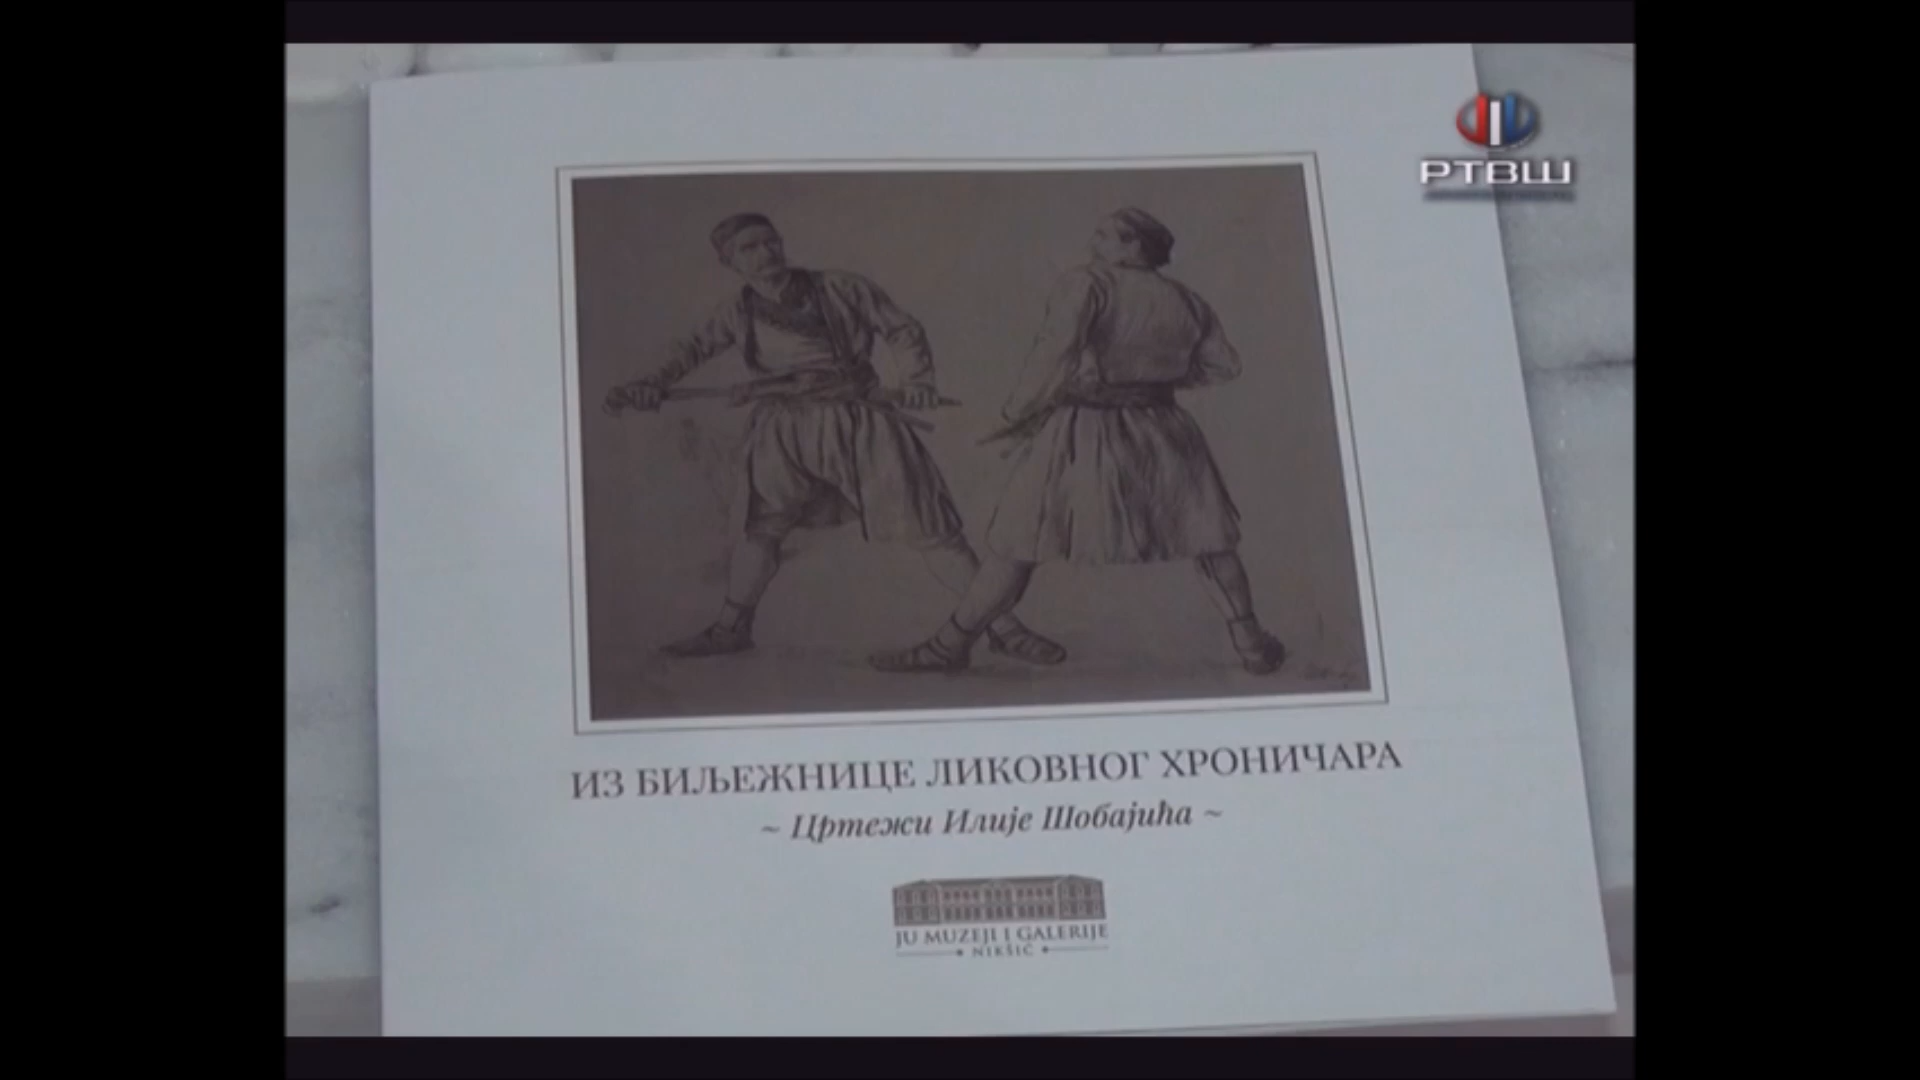 РТВШ
ИЗ БИЉЕЖНИЦЕ ЛИКОВНОГ ХРОНИЧАРА
~ Цртежи Илије Шобајића ~
JU MUZEJI I GALERIJE
NIKŠIĆ